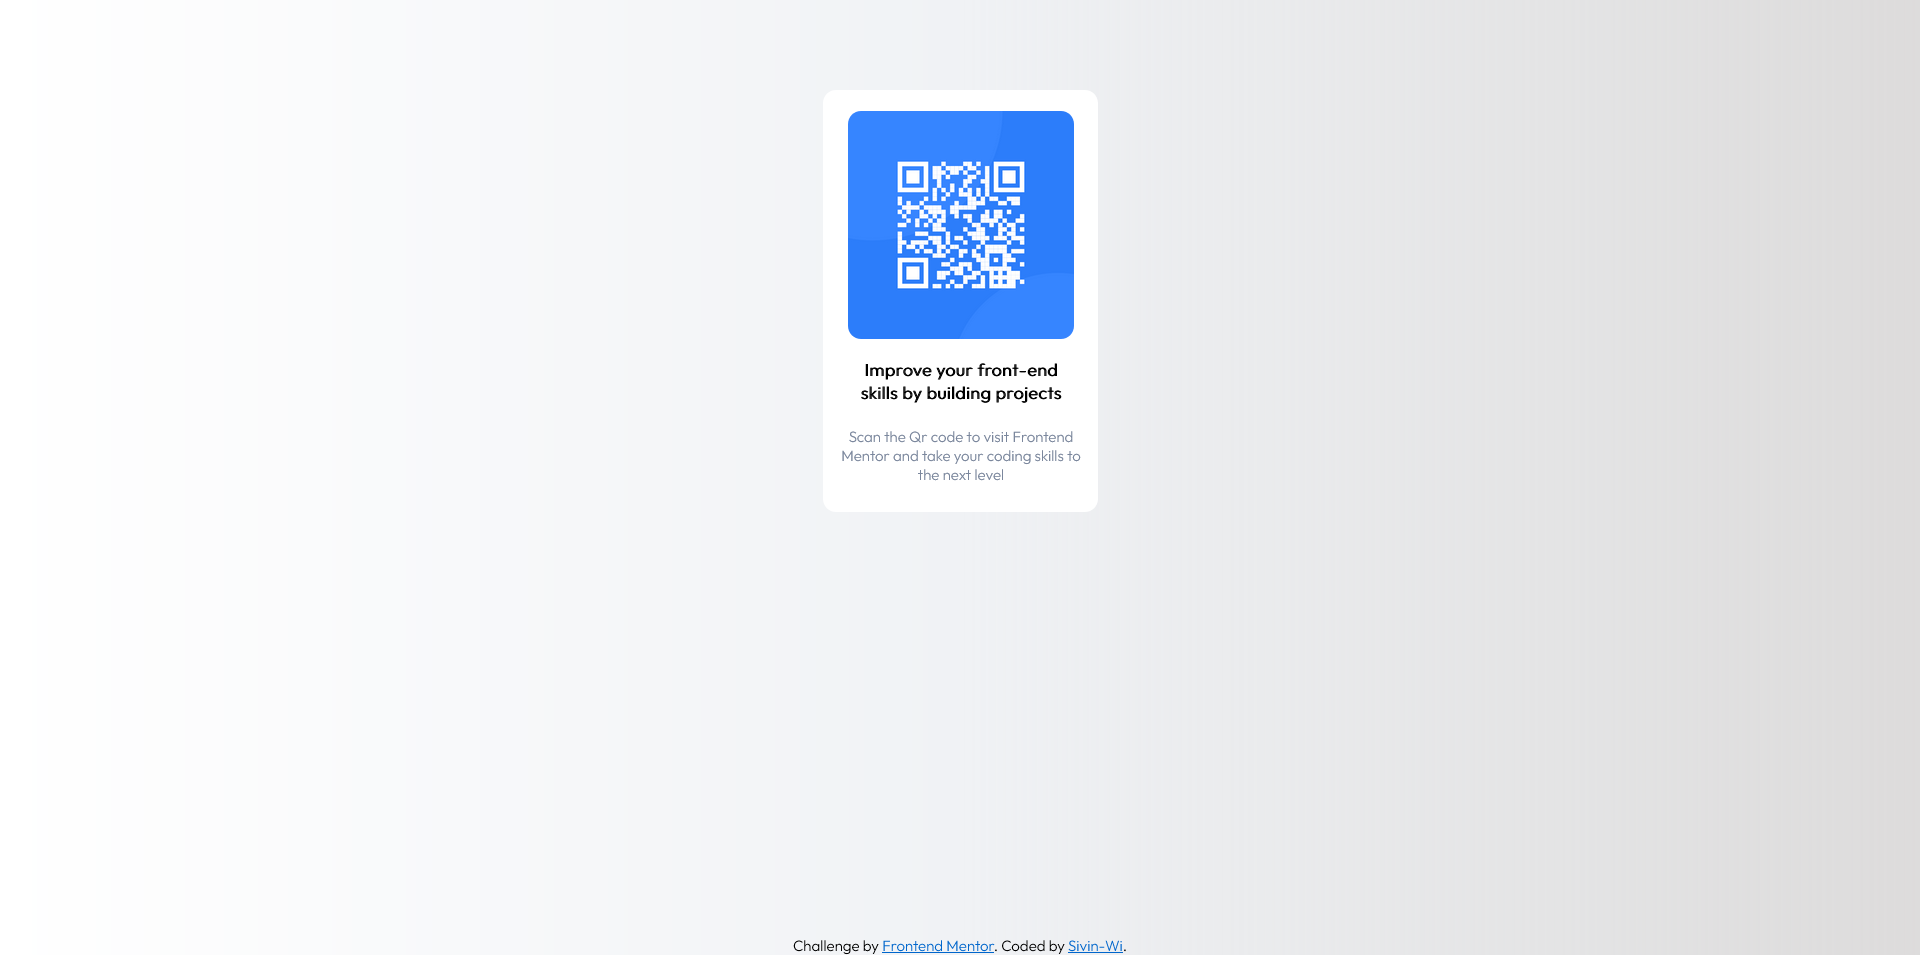 Improve your front-end
skills by building projects
Scan the Qr code to visit Frontend
Mentor and take your coding skills to
the next level
Challenge by Frontend Mentor. Coded by Sivin-Wi.